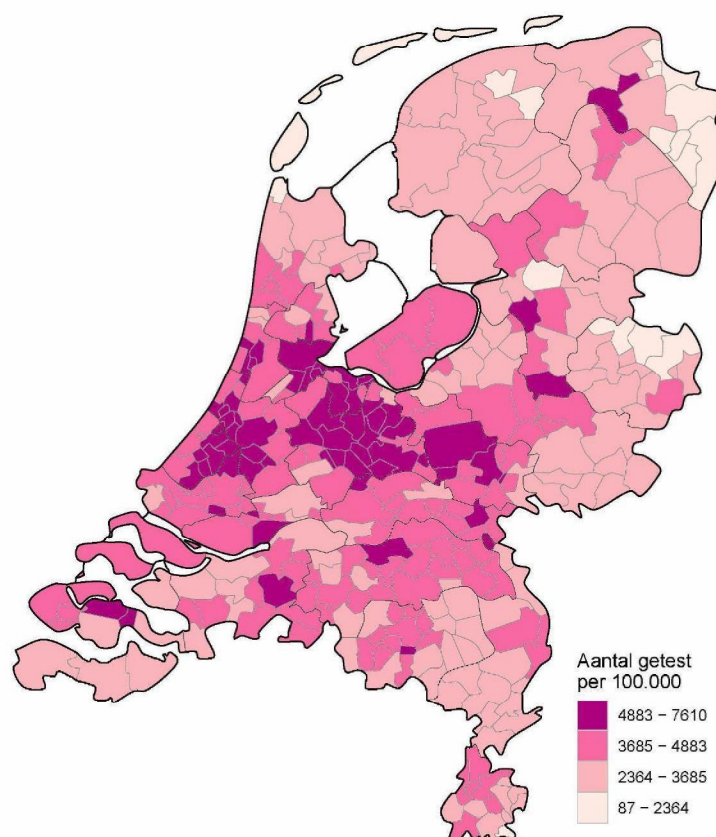 Aantal getest
per 100.000
4883 – 7610
3685 – 4883
2364 – 3685
87 – 2364